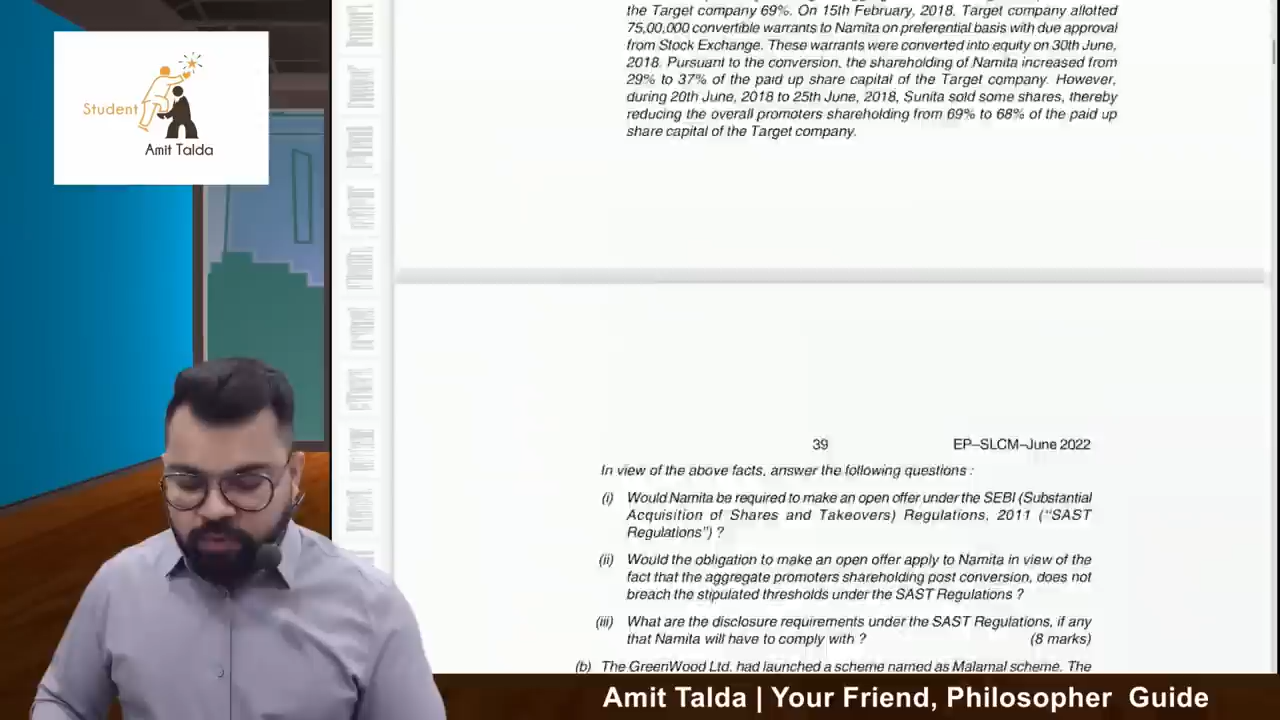 Student
Amit Talda
e Target company 69%. On 15th February, 2018, Target company allotted
75,00,000 convertible warrants to Namita on preferential basis with due approval
from Stock Exchange. These warrants were converted into equity on 30th June,
2018. Pursuant to the conversion, the shareholding of Namita increased from
to 37% of the paid up share capital of the Target company. However,
during 20th June, 2018 to June, 2018, Sunita sold some shares, thereby
reducing the overall promoters shareholding from 69% to 68% of the paid up
share capital of the Target company.
39 EP–SLCM–June 2022
In view of the above facts, answer the following questions :
(i) Would Namita be required to make an open offer under the SEBI (Substantial
Acquisition of Shares and Takeovers) Regulations, 2011 ("SAST
Regulations") ?
(ii) Would the obligation to make an open offer apply to Namita in view of the
fact that the aggregate promoters shareholding post conversion, does not
breach the stipulated thresholds under the SAST Regulations ?
(iii) What are the disclosure requirements under the SAST Regulations, if any
that Namita will have to comply with ? (8 marks)
(b) The GreenWood Ltd. had launched a scheme named as Malamal scheme. The
Amit Talda | Your Friend, Philosopher Guide